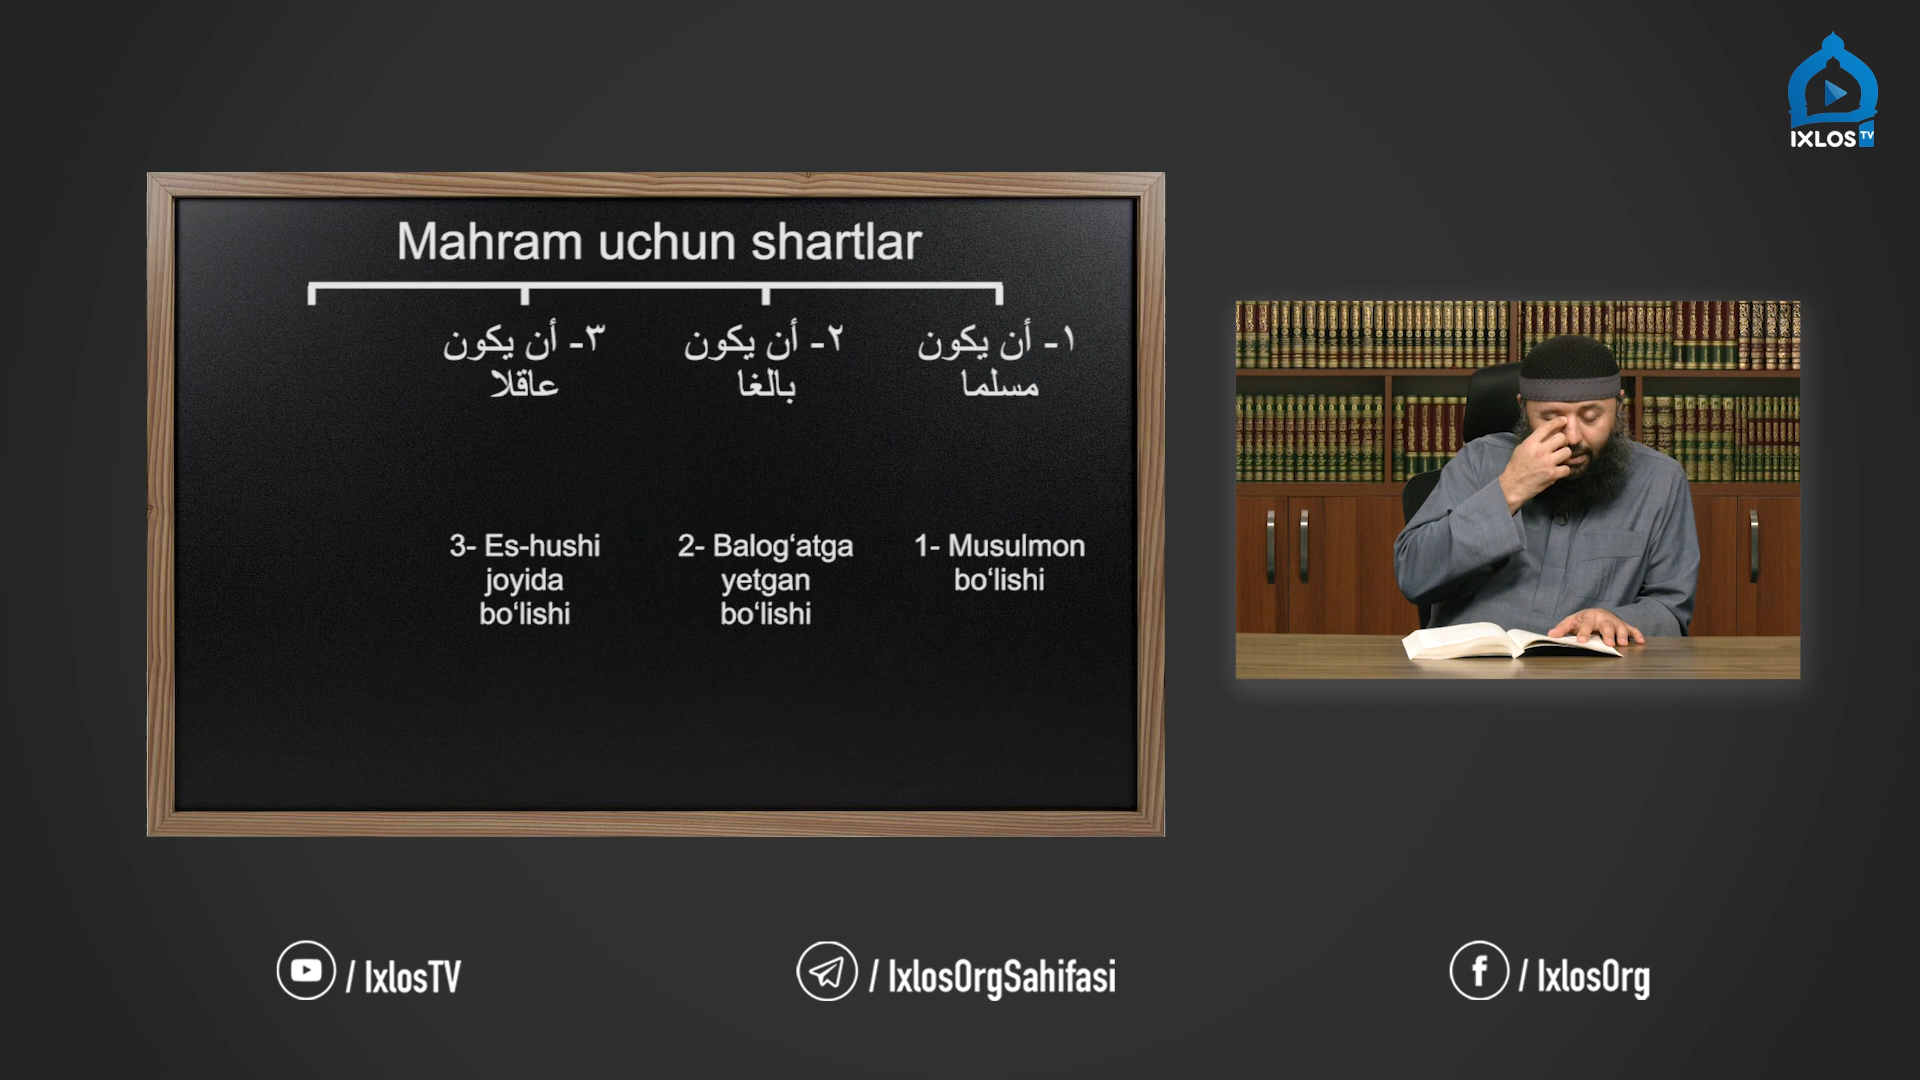 IXLOS TV
Mahram uchun shartlar
١- أن يكون
مسلما
٢- أن يكون
بالغا
٣- أن يكون
عاقلا
1- Musulmon
bo‘lishi
2- Balog‘atga
yetgan
bo‘lishi
3- Es-hushi
joyida
bo‘lishi
/ IxlosTV
/ IxlosOrgSahifasi
/ IxlosOrg